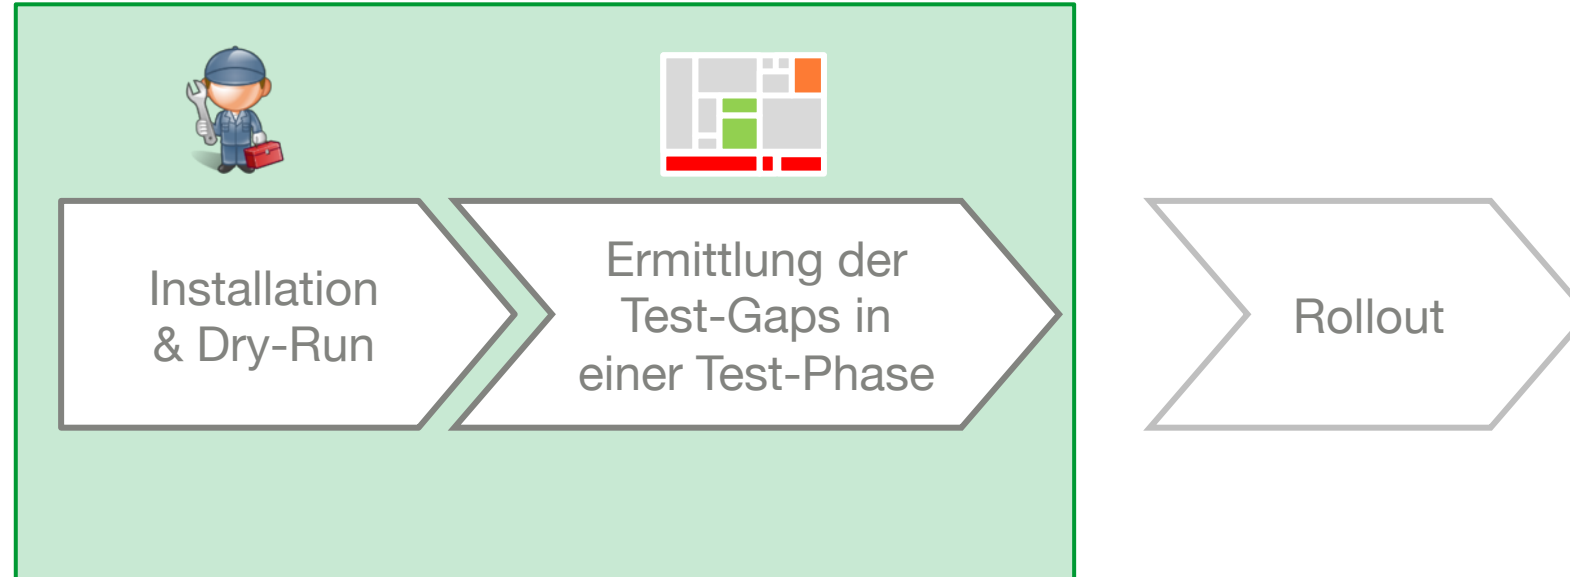 Installation
& Dry-Run
Ermittlung der
Test-Gaps in
einer Test-Phase
Rollout